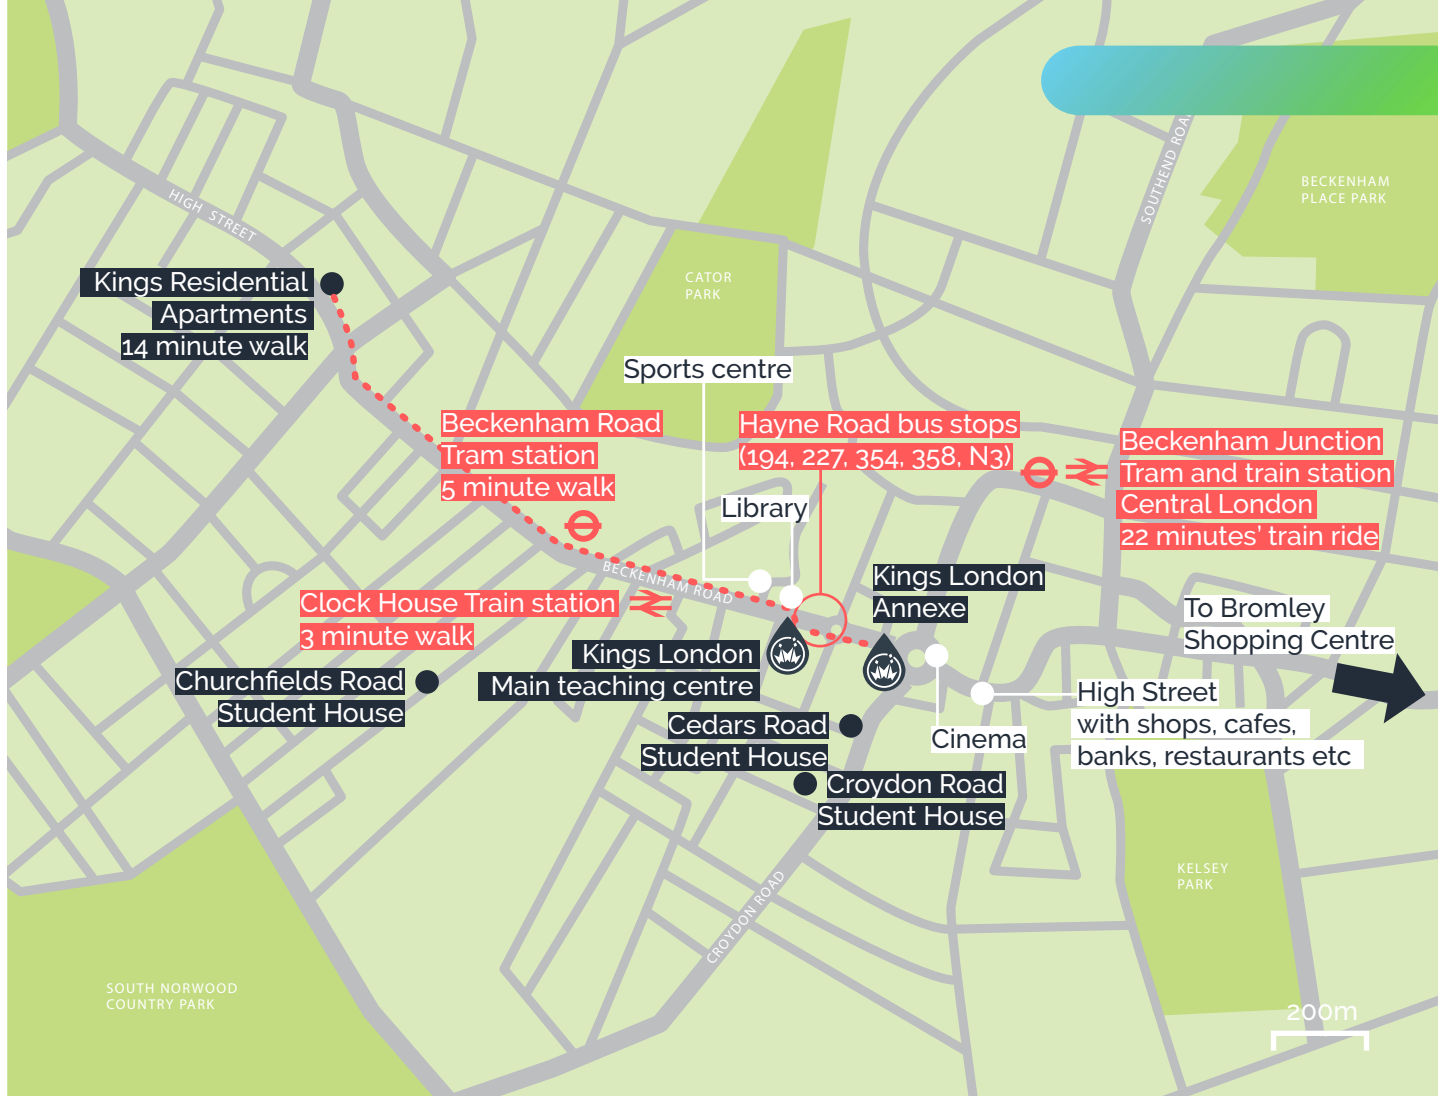 SOUTHEND ROAD
BECKENHAM
PLACE PARK
HIGH STREET
Kings Residential
Apartments
14 minute walk
CATOR
PARK
Sports centre
Beckenham Road
Tram station
5 minute walk
Hayne Road bus stops
(194, 227, 354, 358, N3)
Beckenham Junction
Tram and train station
Central London
22 minutes’ train ride
Library
BECKENHAM ROAD
Kings London
Annexe
Clock House Train station
3 minute walk
To Bromley
Shopping Centre
Kings London
Main teaching centre
Churchfields Road
Student House
High Street
with shops, cafes,
banks, restaurants etc
Cedars Road
Student House
Cinema
Croydon Road
Student House
KELSEY
PARK
CROYDON ROAD
SOUTH NORWOOD
COUNTRY PARK
200m